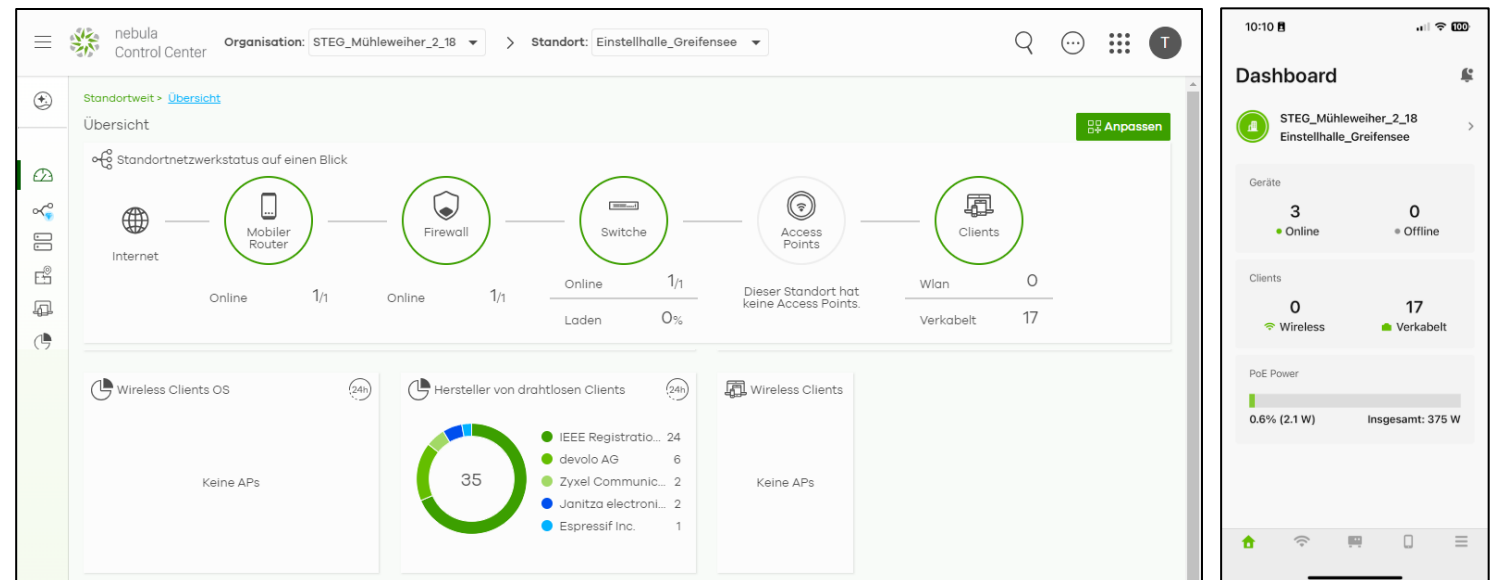 nebula
Control Center
Organisation: STEG_Mühleweiher_2_18 > Standort: Einstellhalle_Greifensee
T
Standortweit > Übersicht
Übersicht
Anpassen
Standortnetzwerkstatus auf einen Blick
Internet
Mobiler
Router
Firewall
Switche
Access
Points
Clients
Online 1/1
Online 1/1
Online 1/1
Laden 0%
Dieser Standort hat
keine Access Points.
Wlan 0
Verkabelt 17
Wireless Clients OS 24h
Keine APs
Hersteller von drahtlosen Clients 24h
35
IEEE Registratio... 24
devolo AG 6
Zyxel Communic... 2
Janitza electroni... 2
Espressif Inc. 1
Wireless Clients
Keine APs
10:10
100
Dashboard
STEG_Mühleweiher_2_18
Einstellhalle_Greifensee
Geräte
3 0
Online Offline
Clients
0 17
Wireless Verkabelt
PoE Power
0.6% (2.1 W) Insgesamt: 375 W